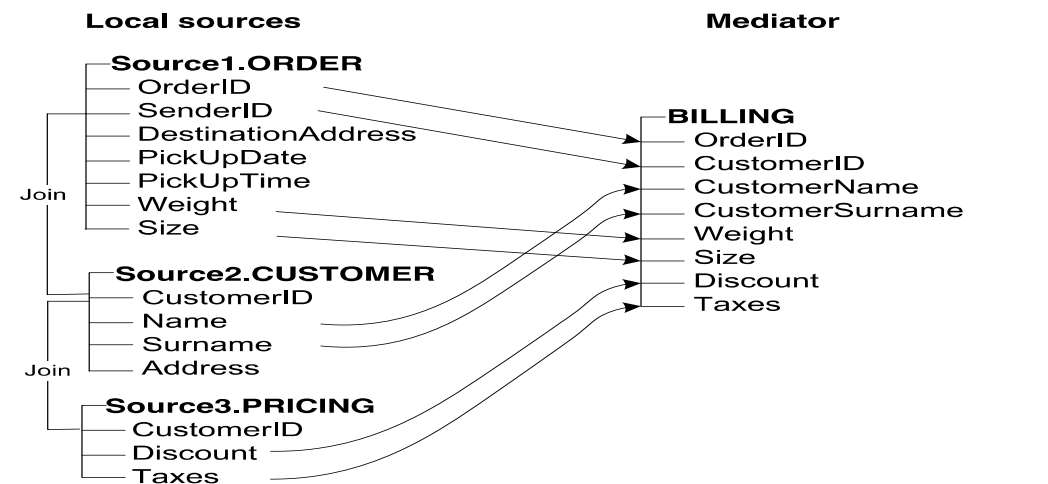 Local sources
Mediator
Source1.ORDER
OrderID
SenderID
DestinationAddress
PickUpDate
PickUpTime
Weight
Size
Join
Source2.CUSTOMER
CustomerID
Name
Surname
Address
Join
Source3.PRICING
CustomerID
Discount
Taxes
BILLING
OrderID
CustomerID
CustomerName
CustomerSurname
Weight
Size
Discount
Taxes